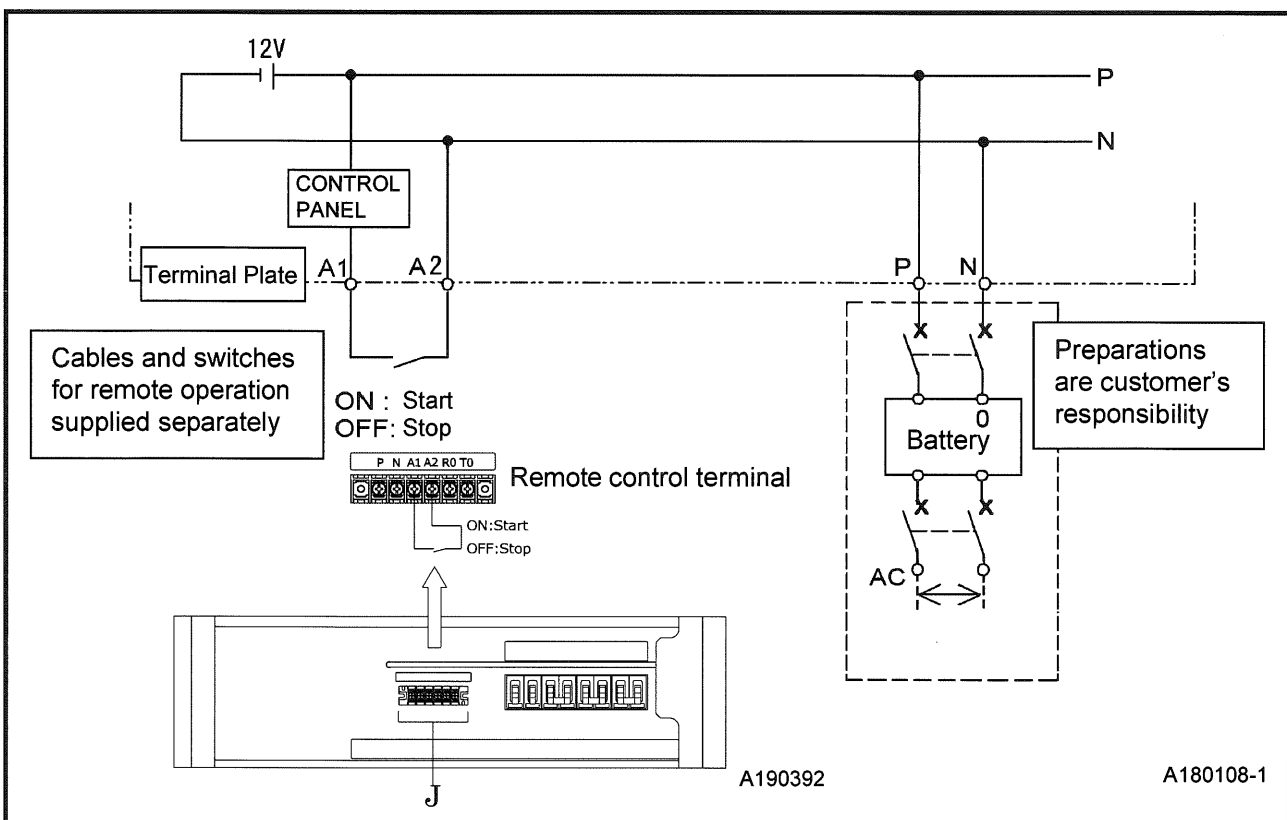 12V
P
N
CONTROL
PANEL
Terminal Plate
A1
A2
P
N
Cables and switches
for remote operation
supplied separately
ON : Start
OFF: Stop
Preparations
are customer's
responsibility
Battery
P N A1 A2 R0 T0
Remote control terminal
ON:Start
OFF:Stop
AC
J
A190392
A180108-1